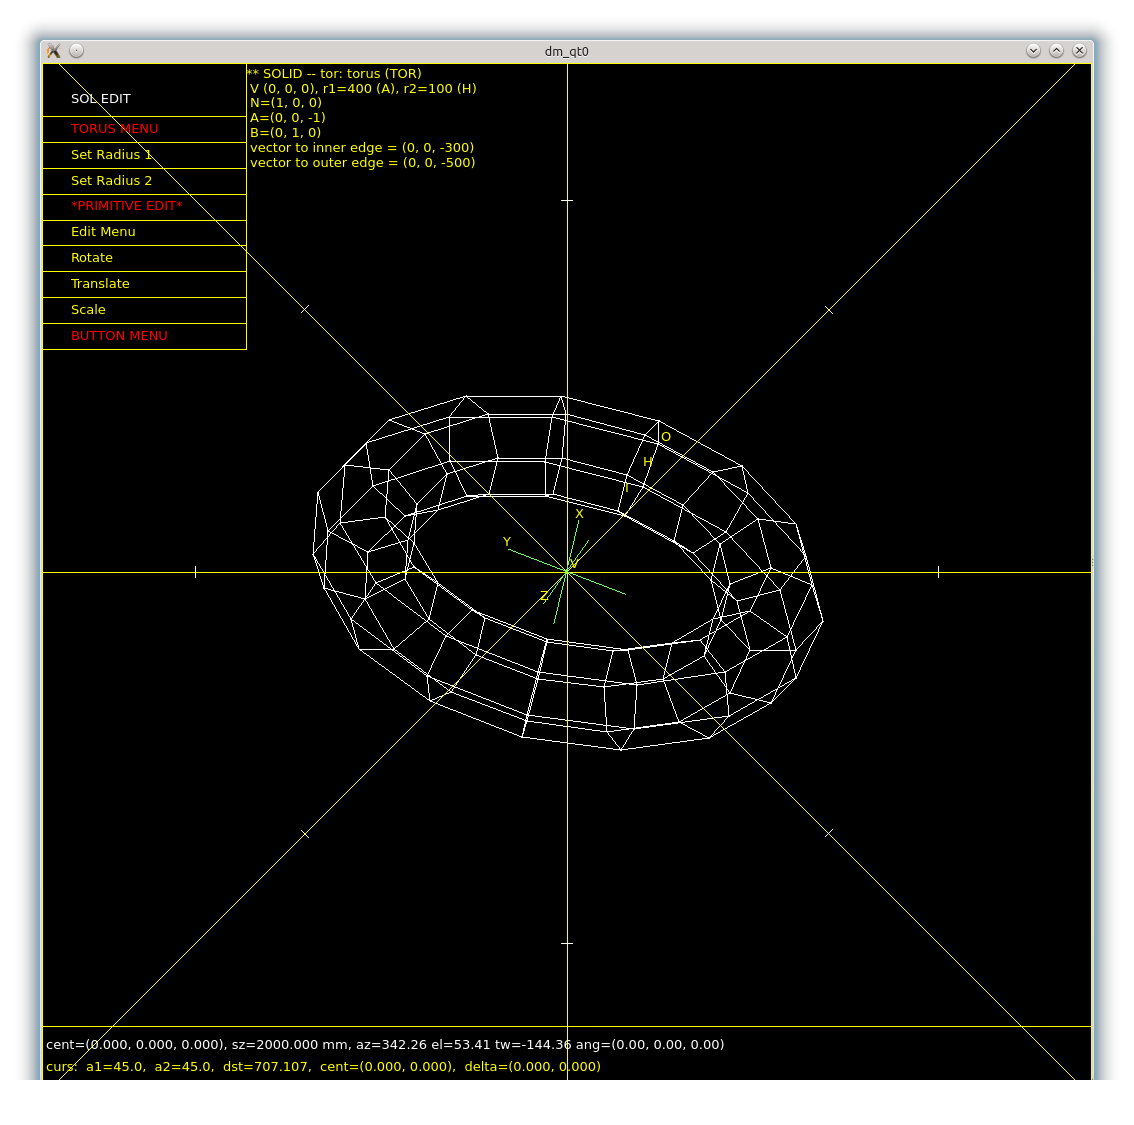 dm_qt0
SOL EDIT
TORUS MENU
Set Radius 1
Set Radius 2
*PRIMITIVE EDIT*
Edit Menu
Rotate
Translate
Scale
BUTTON MENU
** SOLID -- tor: torus (TOR)
V (0, 0, 0), r1=400 (A), r2=100 (H)
N=(1, 0, 0)
A=(0, 0, -1)
B=(0, 1, 0)
vector to inner edge = (0, 0, -300)
vector to outer edge = (0, 0, -500)
O
H
I
X
Y
V
Z
cent=(0.000, 0.000, 0.000), sz=2000.000 mm, az=342.26 el=53.41 tw=-144.36 ang=(0.00, 0.00, 0.00)
curs: a1=45.0, a2=45.0, dst=707.107, cent=(0.000, 0.000), delta=(0.000, 0.000)